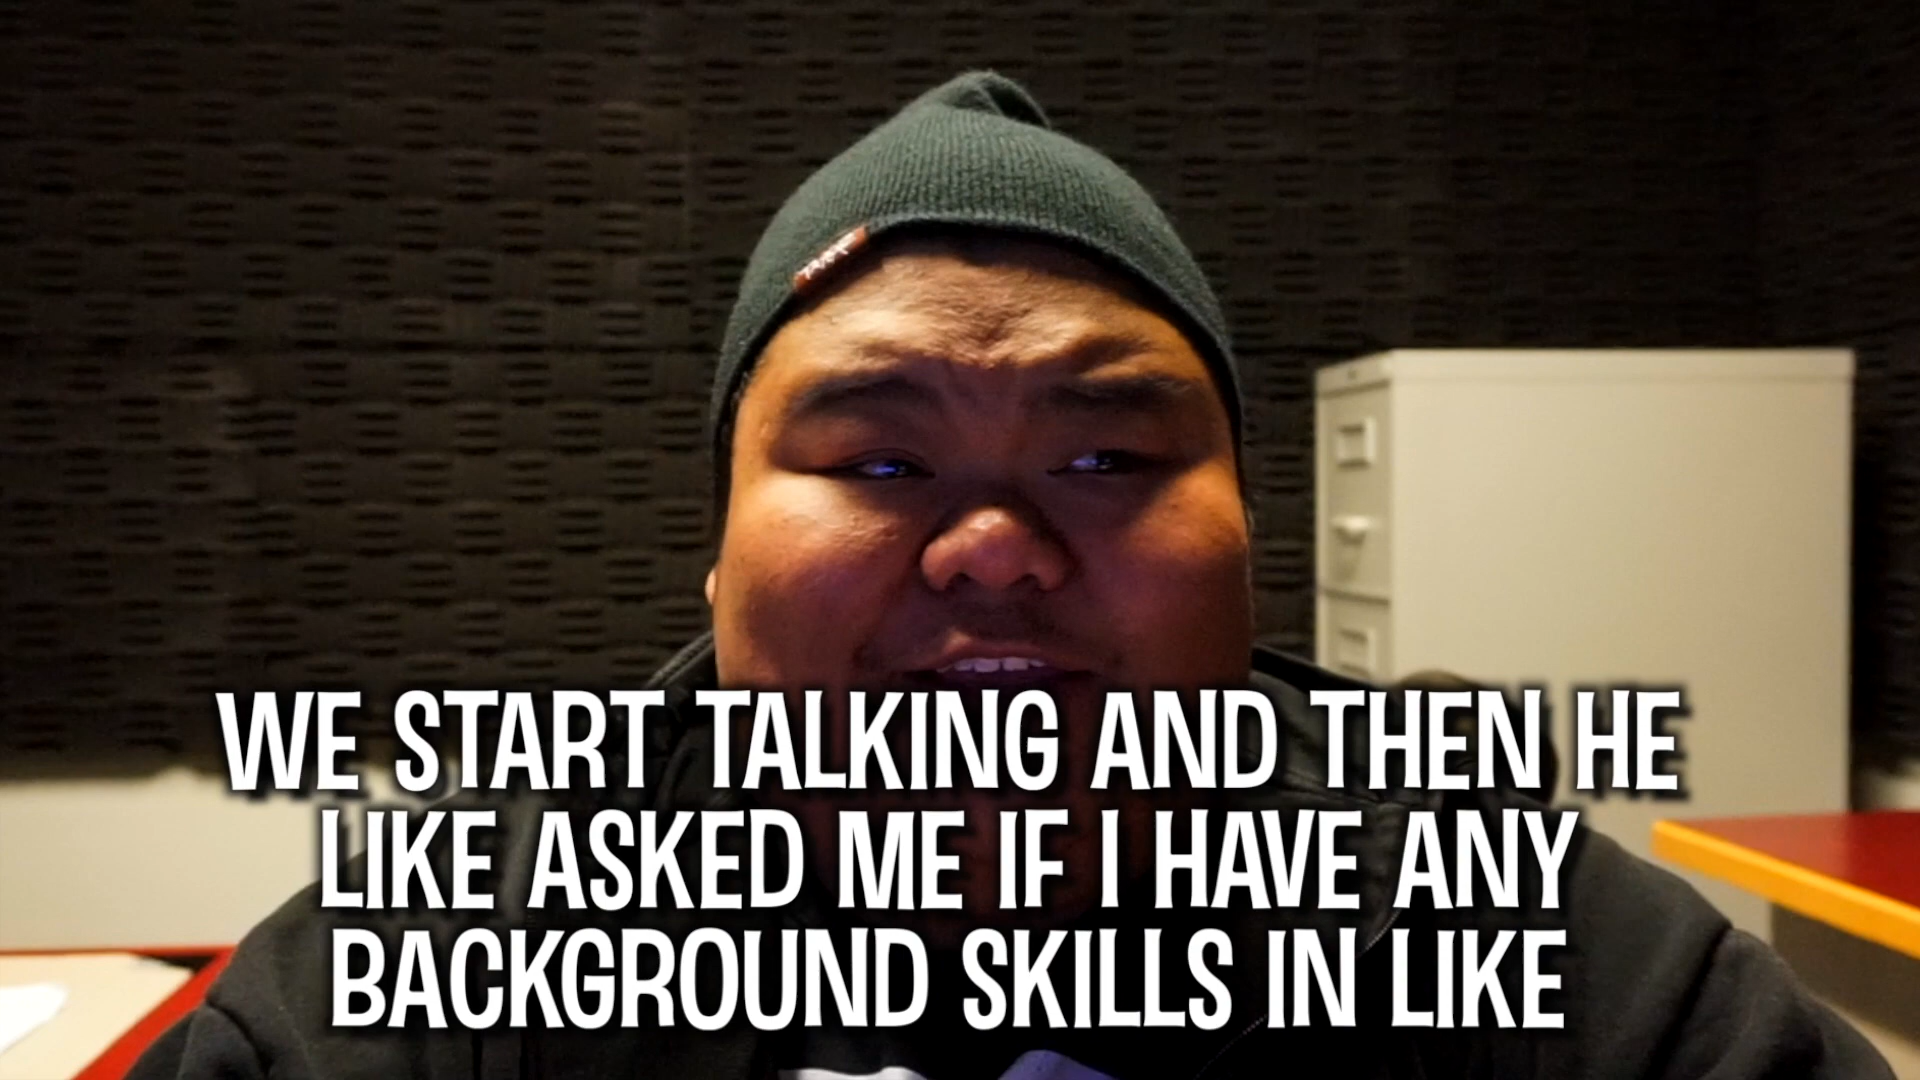 WE START TALKING AND THEN HE
LIKE ASKED ME IF I HAVE ANY
BACKGROUND SKILLS IN LIKE